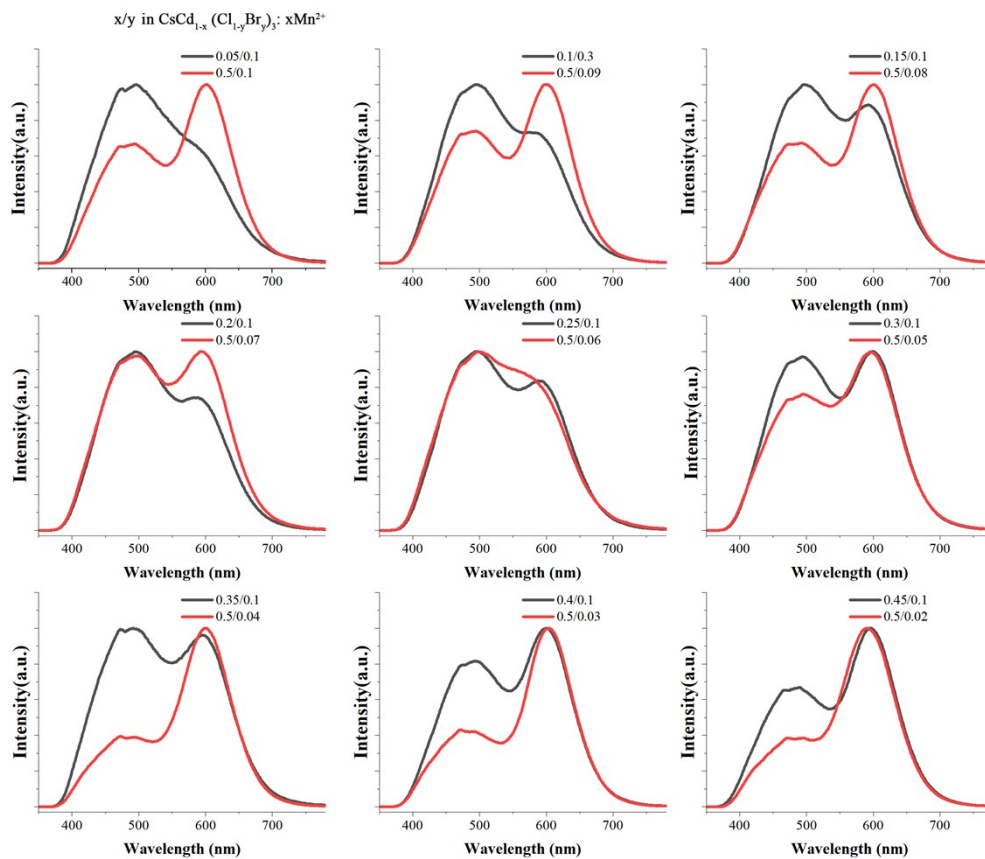 x/y in CsCd1-x (Cl1-yBry)3: xMn2+
0.05/0.1
0.5/0.1
Intensity(a.u.)
400 500 600 700
Wavelength (nm)
0.1/0.3
0.5/0.09
Intensity(a.u.)
400 500 600 700
Wavelength (nm)
0.15/0.1
0.5/0.08
Intensity(a.u.)
400 500 600 700
Wavelength (nm)
0.2/0.1
0.5/0.07
Intensity(a.u.)
400 500 600 700
Wavelength (nm)
0.25/0.1
0.5/0.06
Intensity(a.u.)
400 500 600 700
Wavelength (nm)
0.3/0.1
0.5/0.05
Intensity(a.u.)
400 500 600 700
Wavelength (nm)
0.35/0.1
0.5/0.04
Intensity(a.u.)
400 500 600 700
Wavelength (nm)
0.4/0.1
0.5/0.03
Intensity(a.u.)
400 500 600 700
Wavelength (nm)
0.45/0.1
0.5/0.02
Intensity(a.u.)
400 500 600 700
Wavelength (nm)